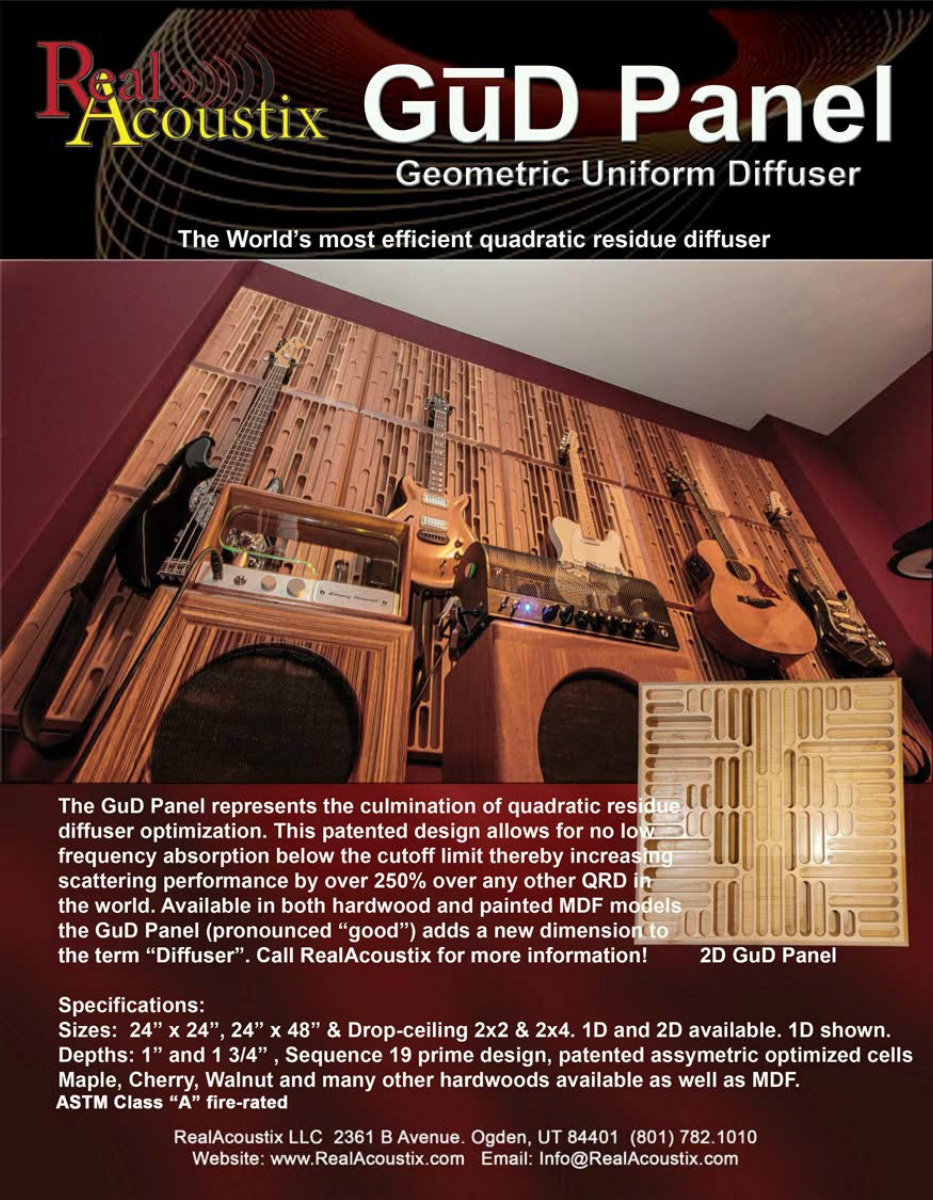 Real
Acoustix
GūD Panel
Geometric Uniform Diffuser
The World's most efficient quadratic residue diffuser
The GuD Panel represents the culmination of quadratic residue
diffuser optimization. This patented design allows for no low
frequency absorption below the cutoff limit thereby increasing
scattering performance by over 250% over any other QRD in
the world. Available in both hardwood and painted MDF models
the GuD Panel (pronounced “good”) adds a new dimension to
the term “Diffuser”. Call RealAcoustix for more information!
2D GuD Panel
Specifications:
Sizes:  24” x 24”, 24” x 48” & Drop-ceiling 2x2 & 2x4. 1D and 2D available. 1D shown.
Depths: 1” and 1 3/4” , Sequence 19 prime design, patented assymetric optimized cells
Maple, Cherry, Walnut and many other hardwoods available as well as MDF.
ASTM Class “A” fire-rated
RealAcoustix LLC  2361 B Avenue. Ogden, UT 84401  (801) 782.1010
Website: www.RealAcoustix.com   Email: Info@RealAcoustix.com